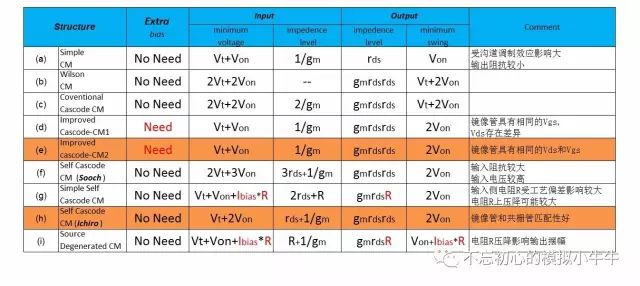 Structure Extra bias Input Output Comment
minimum voltage impedence level impedence level minimum swing
(a) Simple CM No Need Vt+Von 1/gm rds Von 受沟道调制效应影响大 输出阻抗较小
(b) Wilson CM No Need 2Vt+2Von -- gmrdsrds Vt+2Von
(c) Coventional Cascode CM No Need 2Vt+2Von 2/gm gmrdsrds Vt+2Von
(d) Improved Cascode-CM1 Need Vt+Von 1/gm gmrdsrds 2Von 镜像管具有相同的Vgs, Vds存在差异
(e) Improved cascode-CM2 Need Vt+Von 1/gm gmrdsrds 2Von 镜像管具有相同的Vds和Vgs
(f) Self Cascode CM (Sooch) No Need 2Vt+3Von 3rds+1/gm gmrdsrds 2Von 输入阻抗较大 输入电压较高
(g) Simple Self Cascode CM No Need Vt+Von+Ibias*R 2rds+R gmrdsR 2Von 输入侧电阻R受工艺偏差影响较大 电阻R上压降可能较大
(h) Self Cascode CM (ichiro) No Need Vt+2Von rds+1/gm gmrdsrds 2Von 镜像管和共栅管匹配性好
(i) Source Degenerated CM No Need Vt+Von+Ibias*R R+1/gm gmrdsR Von+Ibias*R 电阻R压降影响输出摆幅
不忘初心的模拟小牛牛